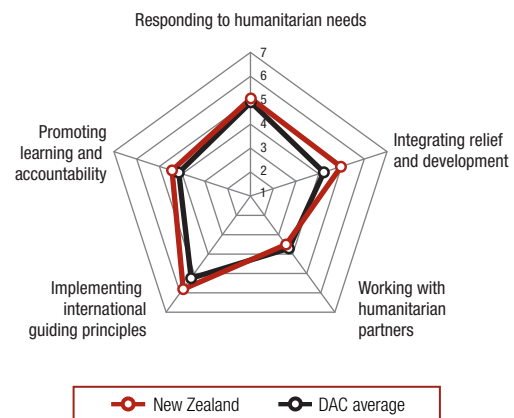 Responding to humanitarian needs
7
6
5
4
3
2
1
Promoting
learning and
accountability
Integrating relief
and development
Implementing
international
guiding principles
Working with
humanitarian
partners
New Zealand
DAC average